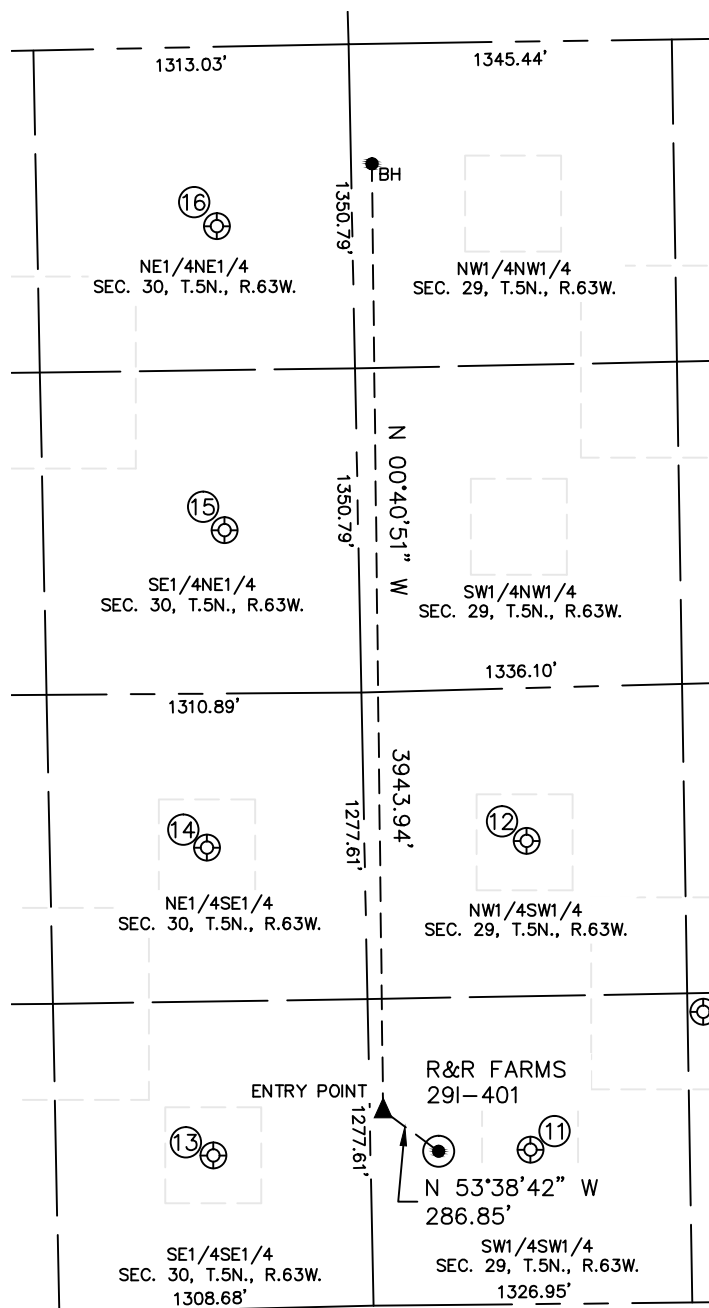 1313.03'
1345.44'
BH
16
1350.79'
NE1/4NE1/4
SEC. 30, T.5N., R.63W.
NW1/4NW1/4
SEC. 29, T.5N., R.63W.
N 00°40'51" W
15
1350.79'
SE1/4NE1/4
SEC. 30, T.5N., R.63W.
SW1/4NW1/4
SEC. 29, T.5N., R.63W.
1336.10'
1310.89'
3943.94'
14
1277.61'
12
NE1/4SE1/4
SEC. 30, T.5N., R.63W.
NW1/4SW1/4
SEC. 29, T.5N., R.63W.
R&R FARMS
29I-401
ENTRY POINT
1277.61'
13
11
N 53°38'42" W
286.85'
SE1/4SE1/4
SEC. 30, T.5N., R.63W.
1308.68'
SW1/4SW1/4
SEC. 29, T.5N., R.63W.
1326.95'